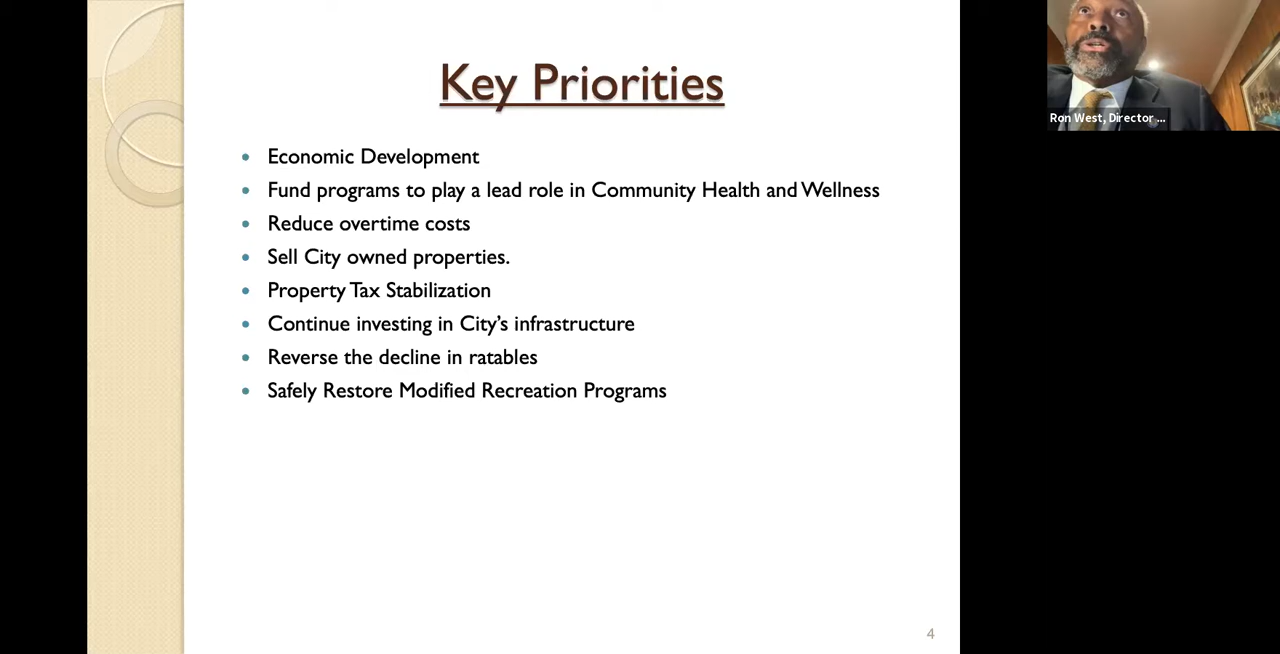 Key Priorities
• Economic Development
• Fund programs to play a lead role in Community Health and Wellness
• Reduce overtime costs
• Sell City owned properties.
• Property Tax Stabilization
• Continue investing in City’s infrastructure
• Reverse the decline in ratables
• Safely Restore Modified Recreation Programs
4
Ron West, Director ...